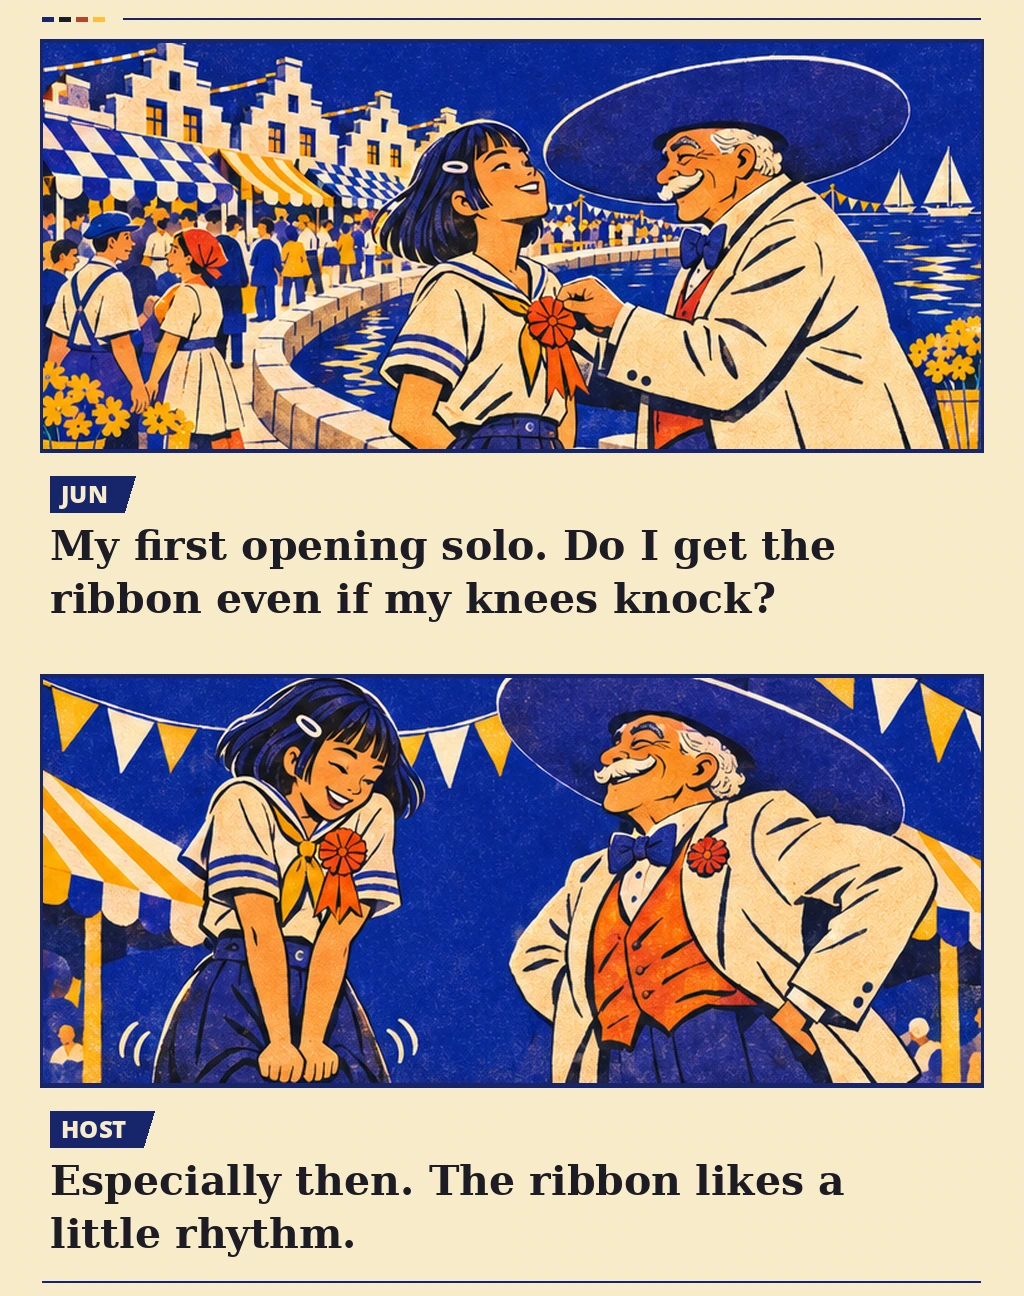 JUN
My first opening solo. Do I get the
ribbon even if my knees knock?
HOST
Especially then. The ribbon likes a
little rhythm.